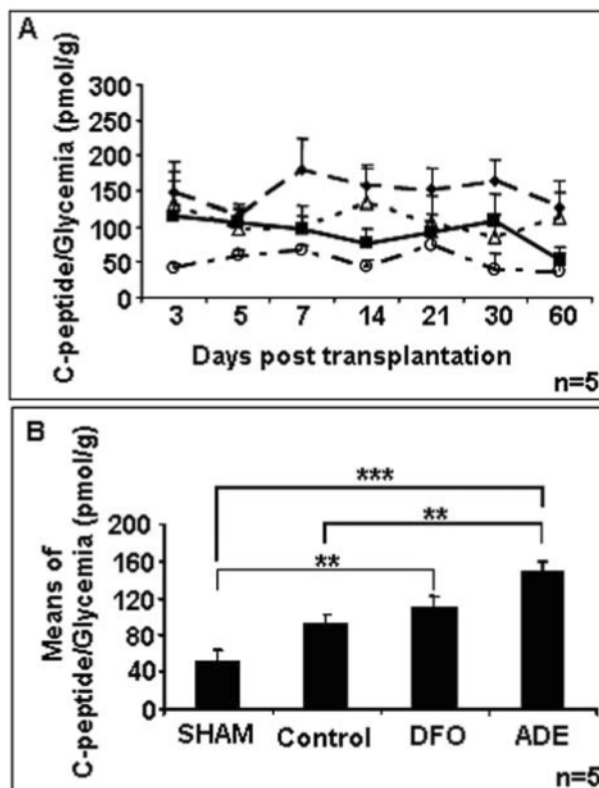 A
C-peptide/Glycemia (pmol/g)
300
250
200
150
100
50
0
3 5 7 14 21 30 60
Days post transplantation
n=5
B
Means of
C-peptide/Glycemia (pmol/g)
***
**
**
200
160
120
80
40
0
SHAM Control DFO ADE
n=5